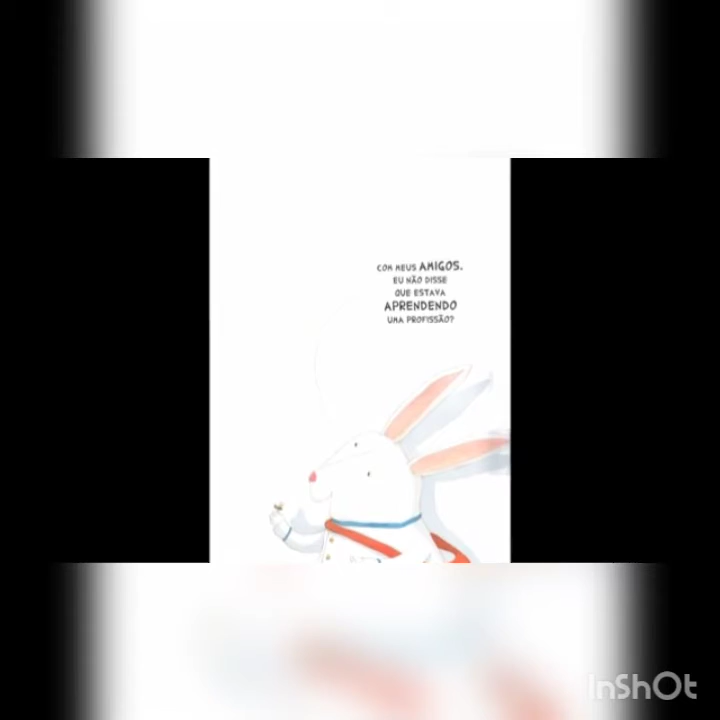 COM MEUS AMIGOS.
EU NÃO DISSE
QUE ESTAVA
APRENDENDO
UMA PROFISSÃO?
InShOt